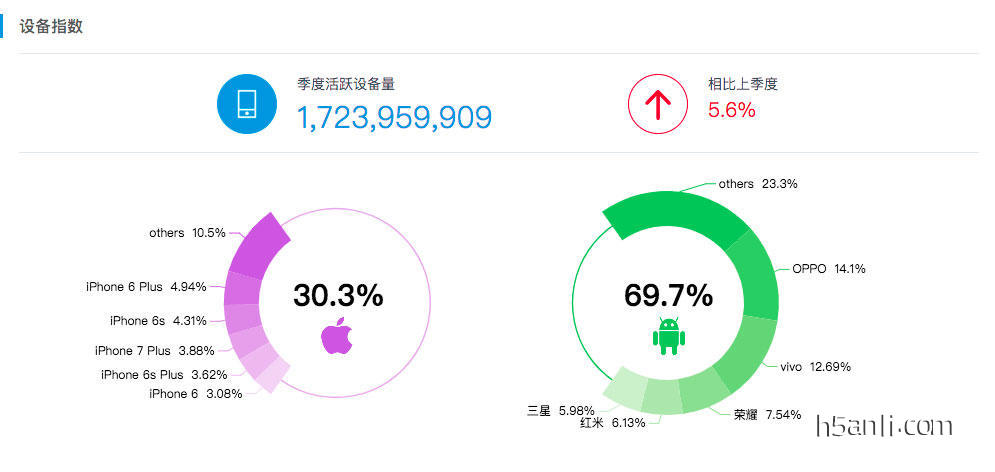 设备指数
季度活跃设备量
1,723,959,909
相比上季度
5.6%
others 10.5%
iPhone 6 Plus 4.94%
iPhone 6s 4.31%
iPhone 7 Plus 3.88%
iPhone 6s Plus 3.62%
iPhone 6 3.08%
30.3%
others 23.3%
OPPO 14.1%
vivo 12.69%
荣耀 7.54%
红米 6.13%
三星 5.98%
69.7%
h5anli.com